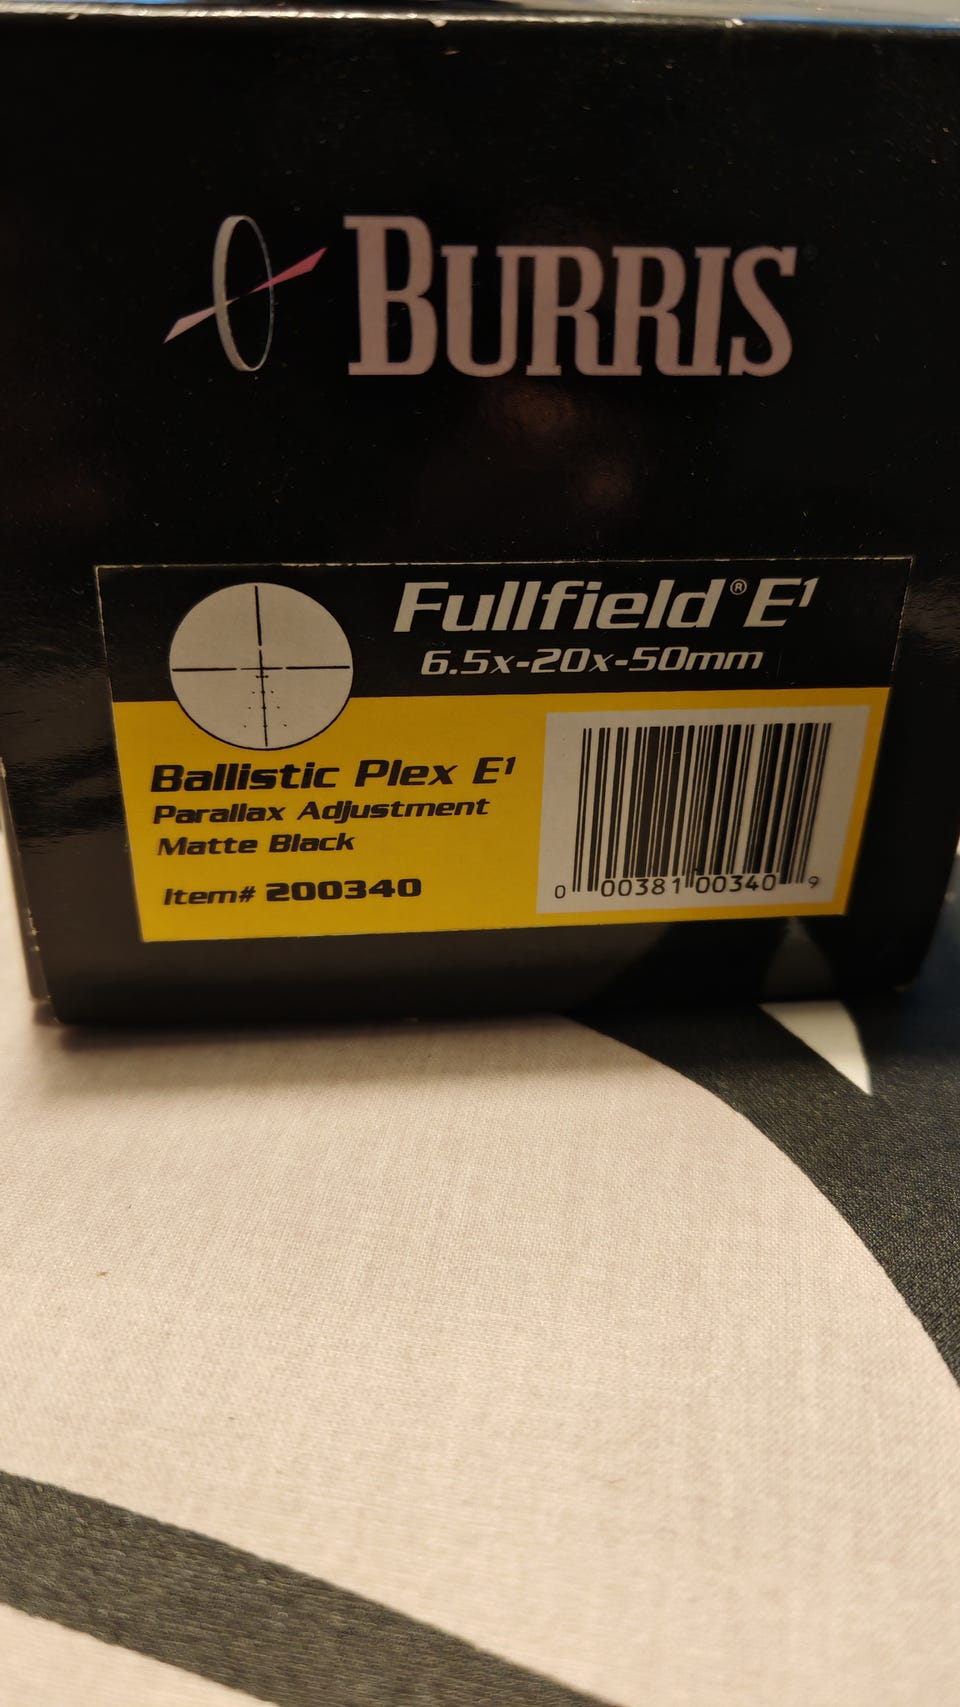 BURRIS
Fullfield® E¹
6.5x-20x-50mm
Ballistic Plex E¹
Parallax Adjustment
Matte Black
Item# 200340
0 00381 00340 9